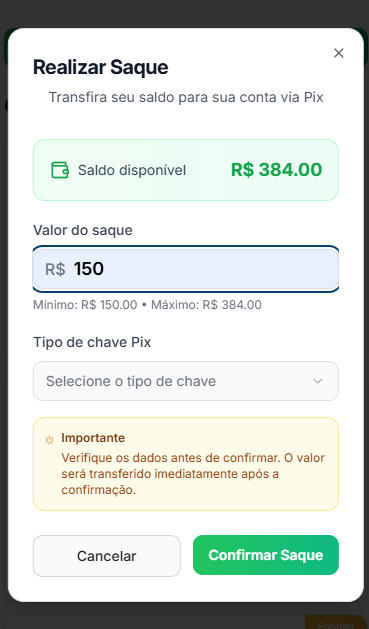 Realizar Saque
Transfira seu saldo para sua conta via Pix
Saldo disponível R$ 384.00
Valor do saque
R$ 150
Mínimo: R$ 150.00 • Máximo: R$ 384.00
Tipo de chave Pix
Selecione o tipo de chave
Importante
Verifique os dados antes de confirmar. O valor
será transferido imediatamente após a
confirmação.
Cancelar Confirmar Saque
Popular